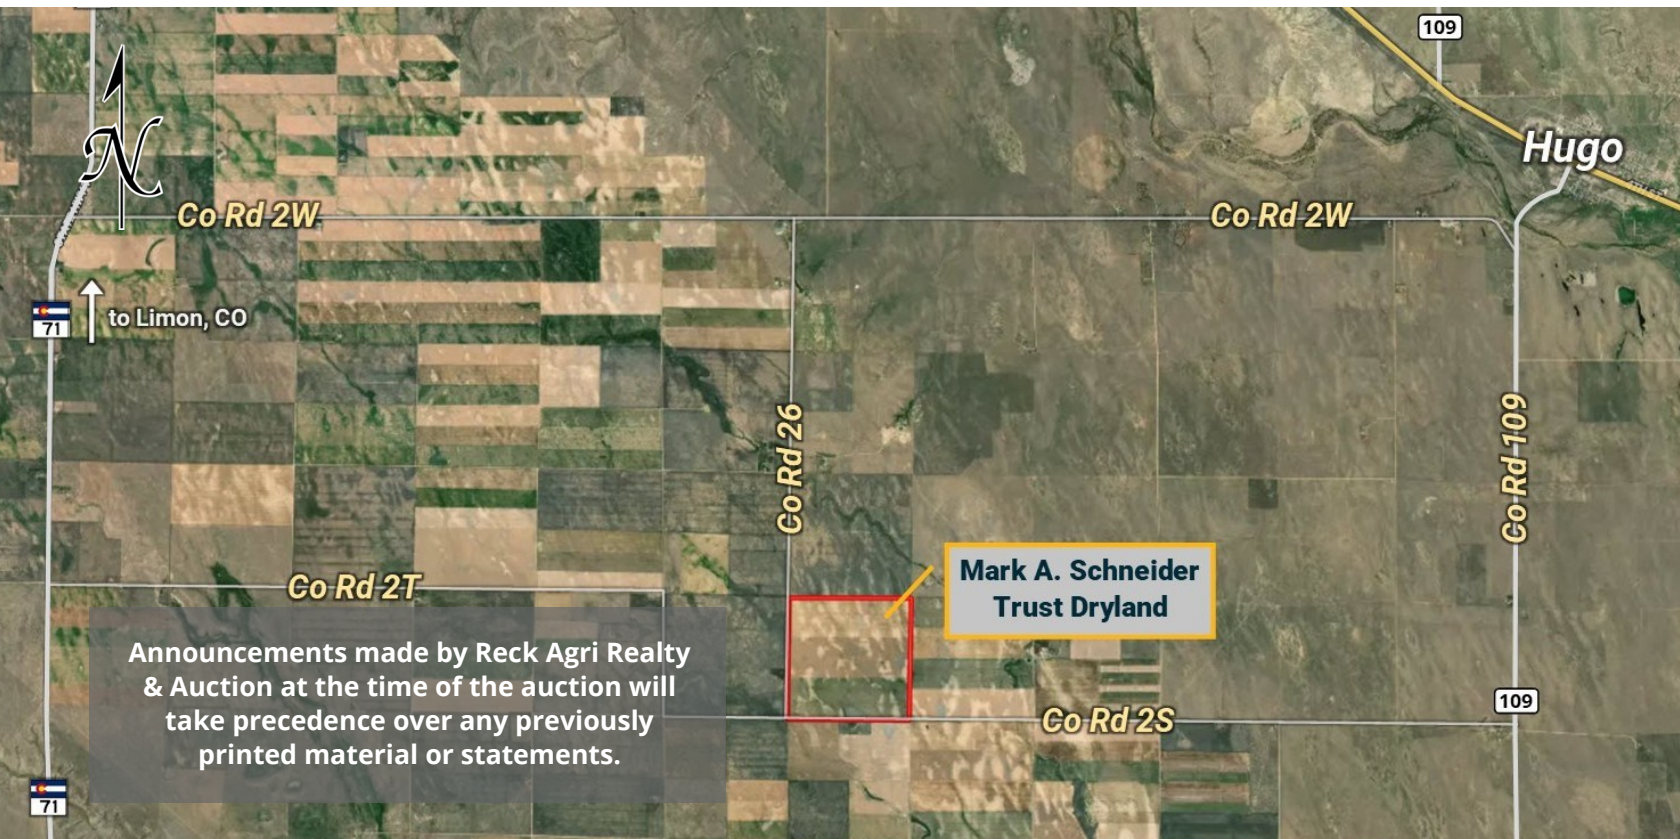 109
Hugo
N
Co Rd 2W
Co Rd 2W
71
to Limon, CO
Co Rd 26
Co Rd 109
Mark A. Schneider
Trust Dryland
Co Rd 2T
Announcements made by Reck Agri Realty
& Auction at the time of the auction will
take precedence over any previously
printed material or statements.
109
Co Rd 2S
71